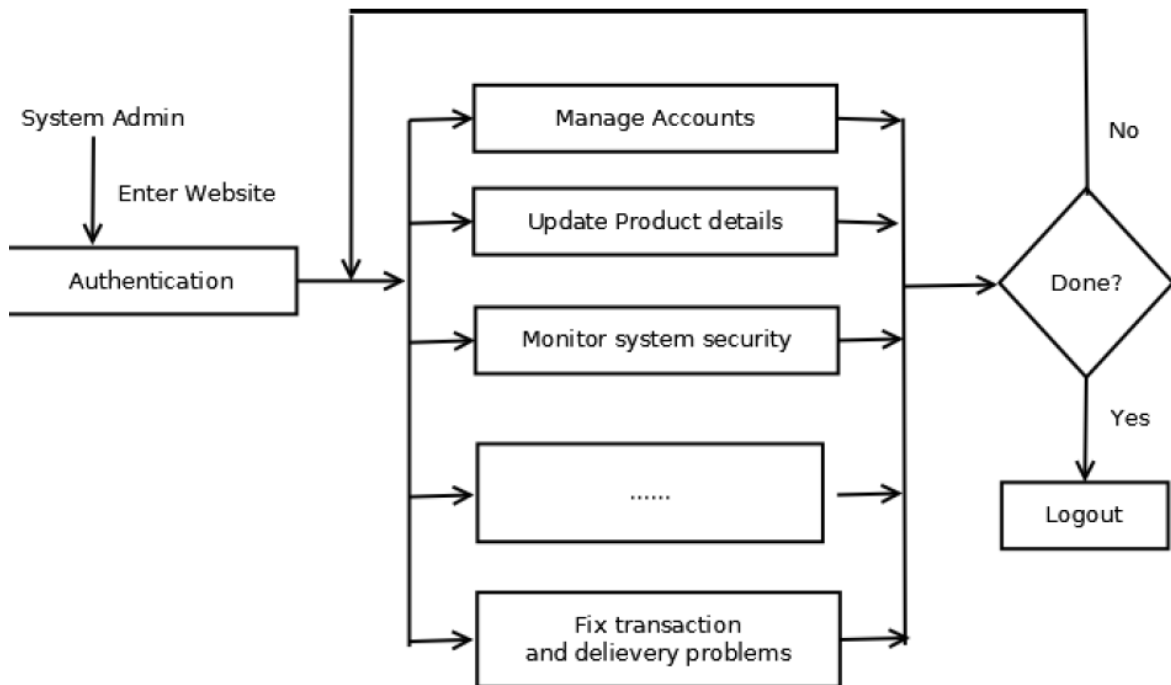 System Admin
Enter Website
Authentication
Manage Accounts
Update Product details
Monitor system security
......
Fix transaction
and delievery problems
Done?
No
Yes
Logout